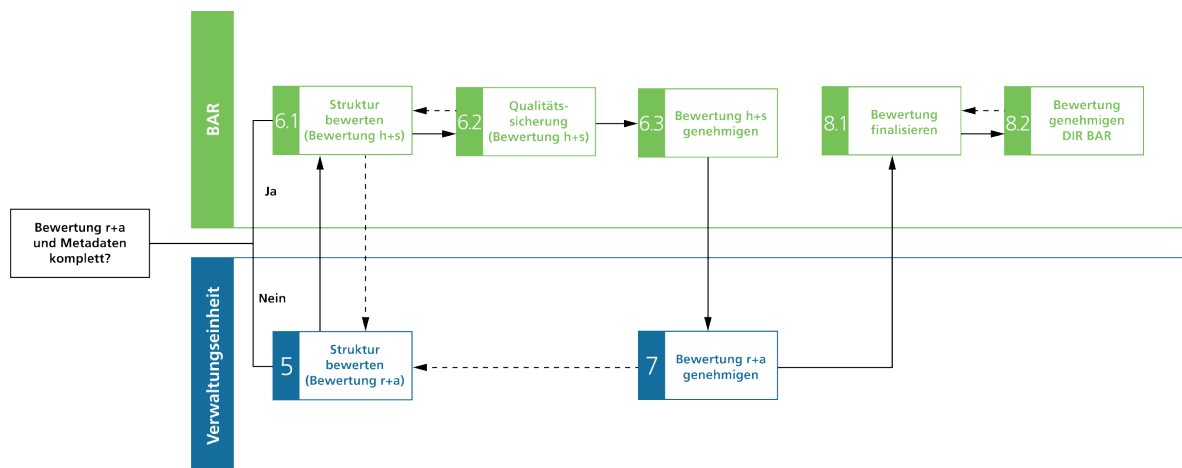 BAR
6.1
Struktur
bewerten
(Bewertung h+s)
6.2
Qualitäts-
sicherung
(Bewertung h+s)
6.3
Bewertung h+s
genehmigen
8.1
Bewertung
finalisieren
8.2
Bewertung
genehmigen
DIR BAR
Ja
Bewertung r+a
und Metadaten
komplett?
Nein
Verwaltungseinheit
5
Struktur
bewerten
(Bewertung r+a)
7
Bewertung r+a
genehmigen